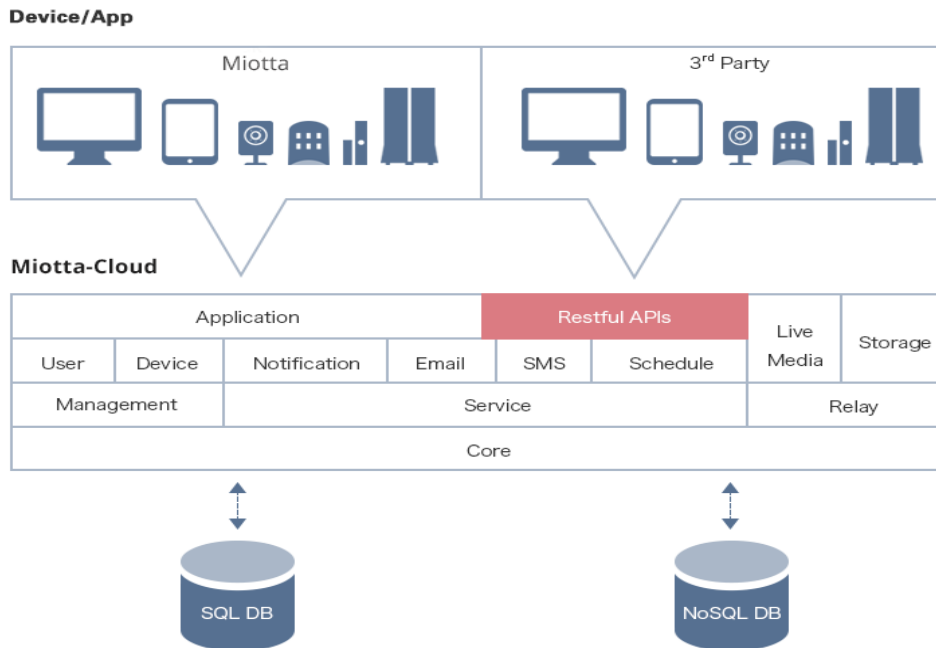 Device/App
Miotta
3rd Party
Miotta-Cloud
Application
Restful APIs
Live
Media
Storage
User
Device
Notification
Email
SMS
Schedule
Management
Service
Relay
Core
SQL DB
NoSQL DB